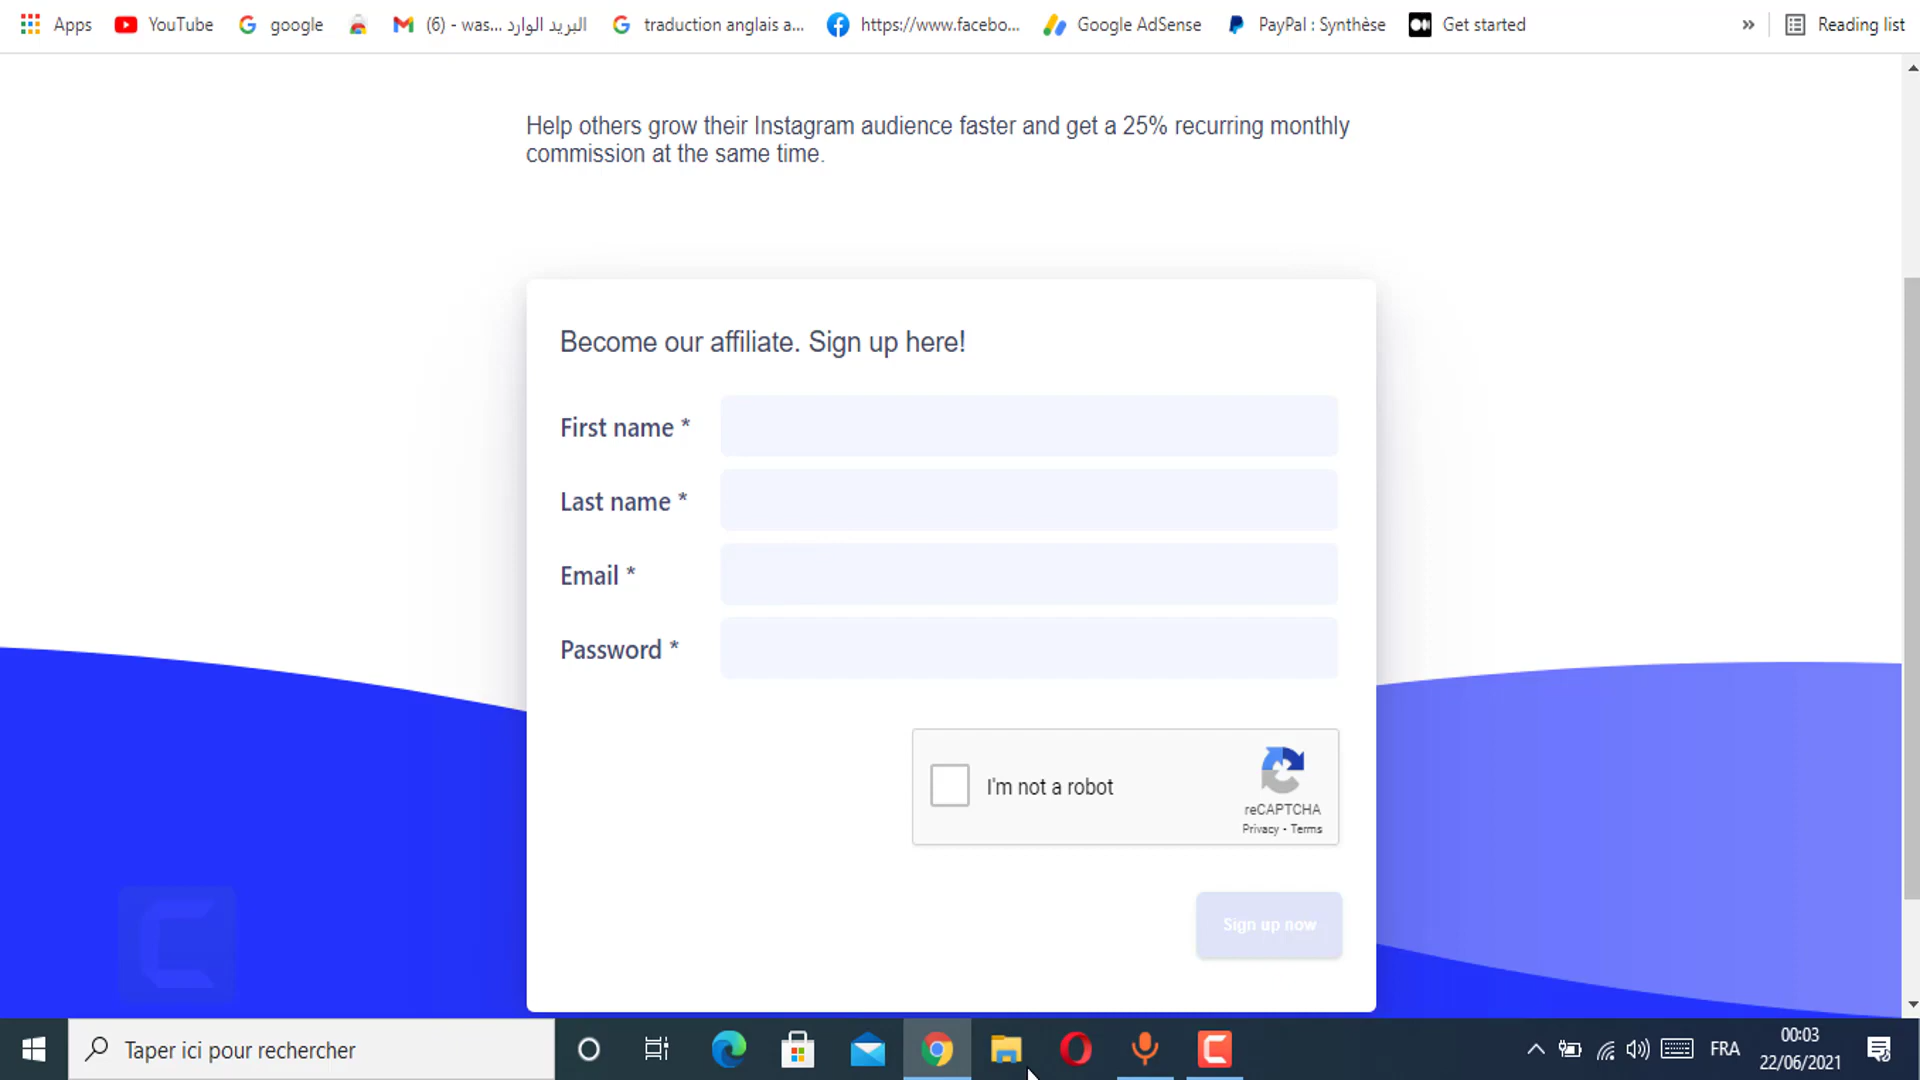 Apps YouTube google (6) - was... البريد الوارد traduction anglais a... https://www.facebo... Google AdSense PayPal : Synthèse Get started » Reading list
Help others grow their Instagram audience faster and get a 25% recurring monthly
commission at the same time.
Become our affiliate. Sign up here!
First name *
Last name *
Email *
Password *
I'm not a robot
reCAPTCHA
Privacy - Terms
Sign up now
Taper ici pour rechercher
FRA
00:03
22/06/2021